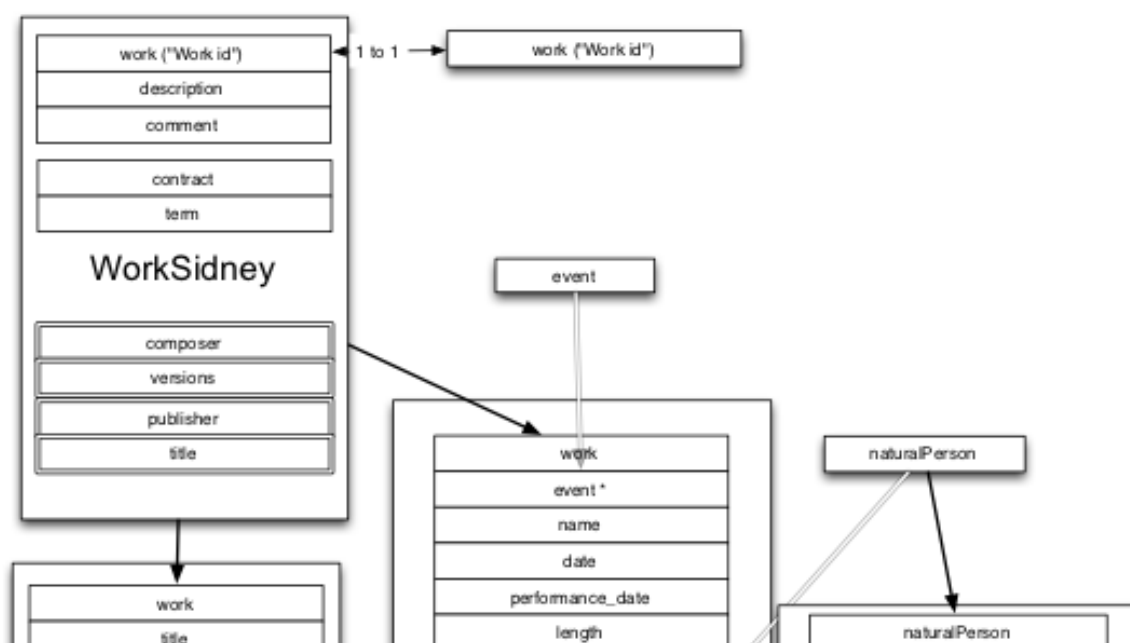 work ("Work id")
1 to 1
work ("Work id")
description
comment
contract
term
WorkSidney
event
composer
versions
publisher
title
work
event *
name
date
performance_date
length
naturalPerson
naturalPerson
work
title